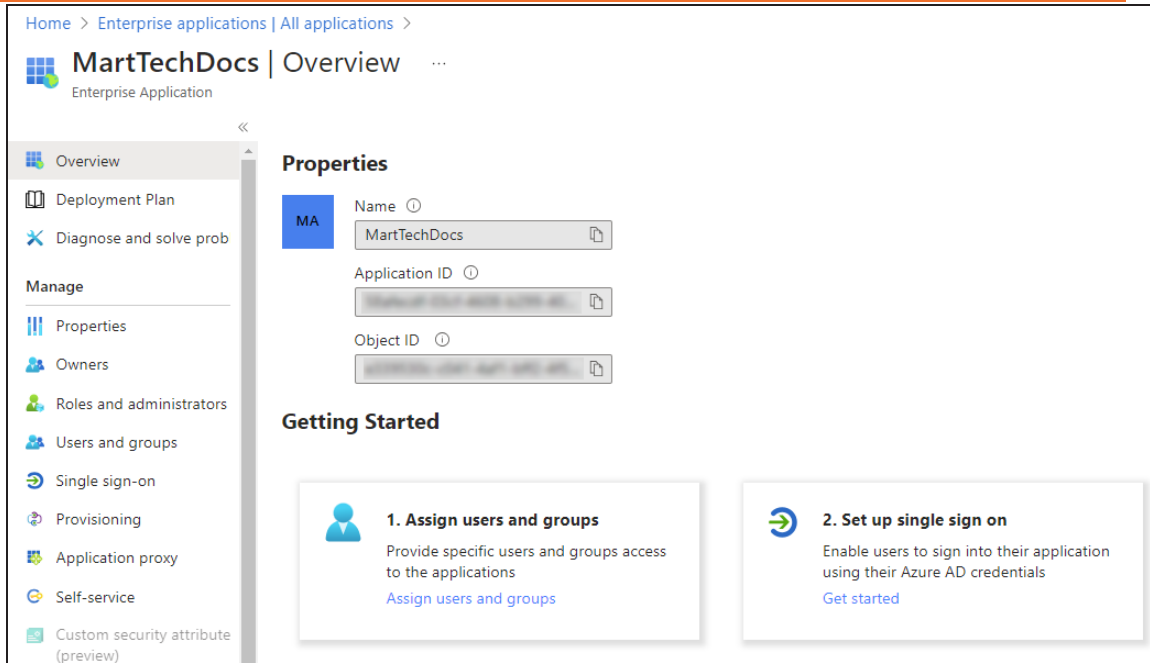 Home > Enterprise applications | All applications >
MartTechDocs | Overview ...
Enterprise Application
«
Overview
Deployment Plan
Diagnose and solve prob
Manage
Properties
Owners
Roles and administrators
Users and groups
Single sign-on
Provisioning
Application proxy
Self-service
Custom security attribute
(preview)
Properties
MA
Name
MartTechDocs
Application ID
Object ID
Getting Started
1. Assign users and groups
Provide specific users and groups access
to the applications
Assign users and groups
2. Set up single sign on
Enable users to sign into their application
using their Azure AD credentials
Get started